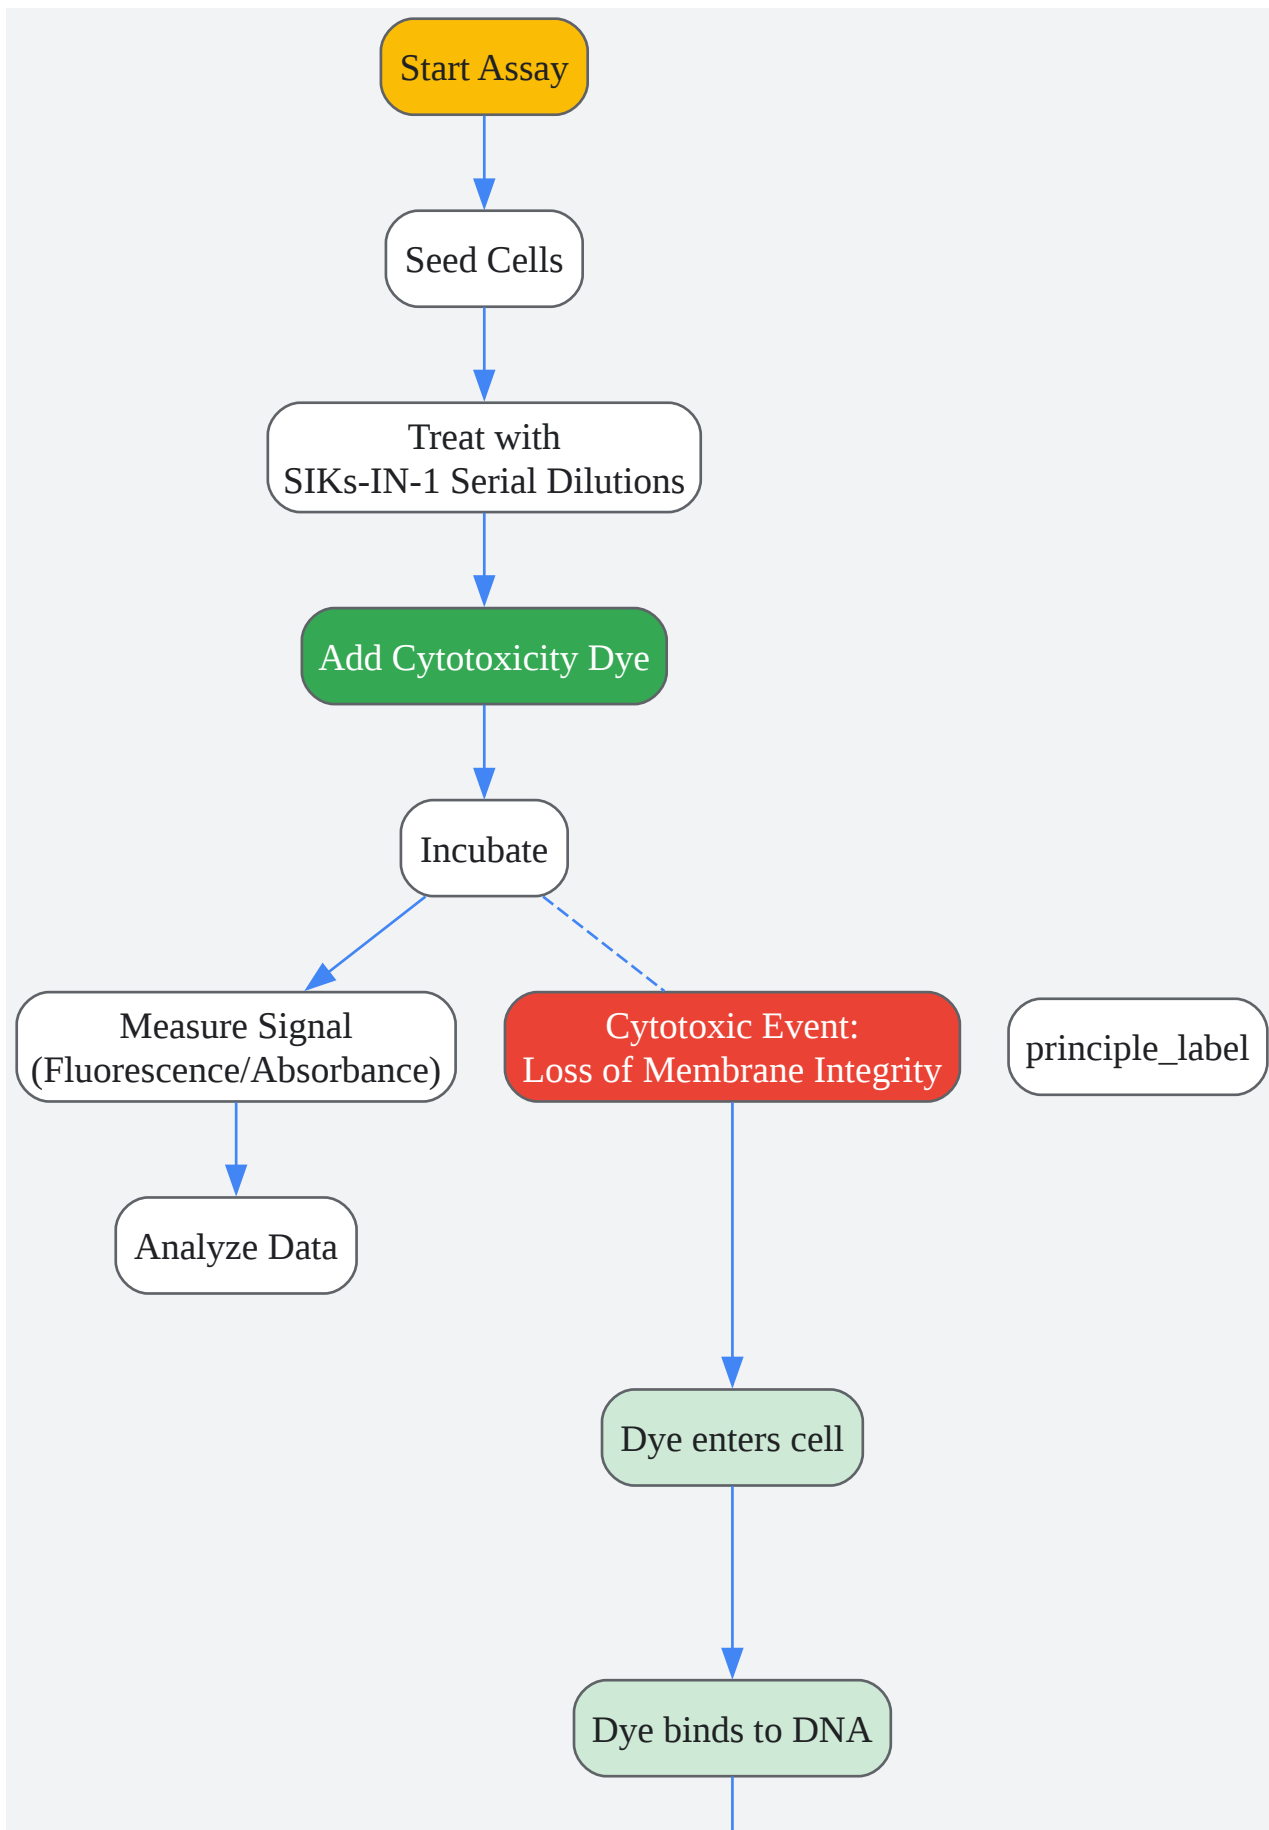 Start Assay
Seed Cells
Treat with
SIKs-IN-1 Serial Dilutions
Add Cytotoxicity Dye
Incubate
Measure Signal
(Fluorescence/Absorbance)
Cytotoxic Event:
Loss of Membrane Integrity
principle_label
Analyze Data
Dye enters cell
Dye binds to DNA